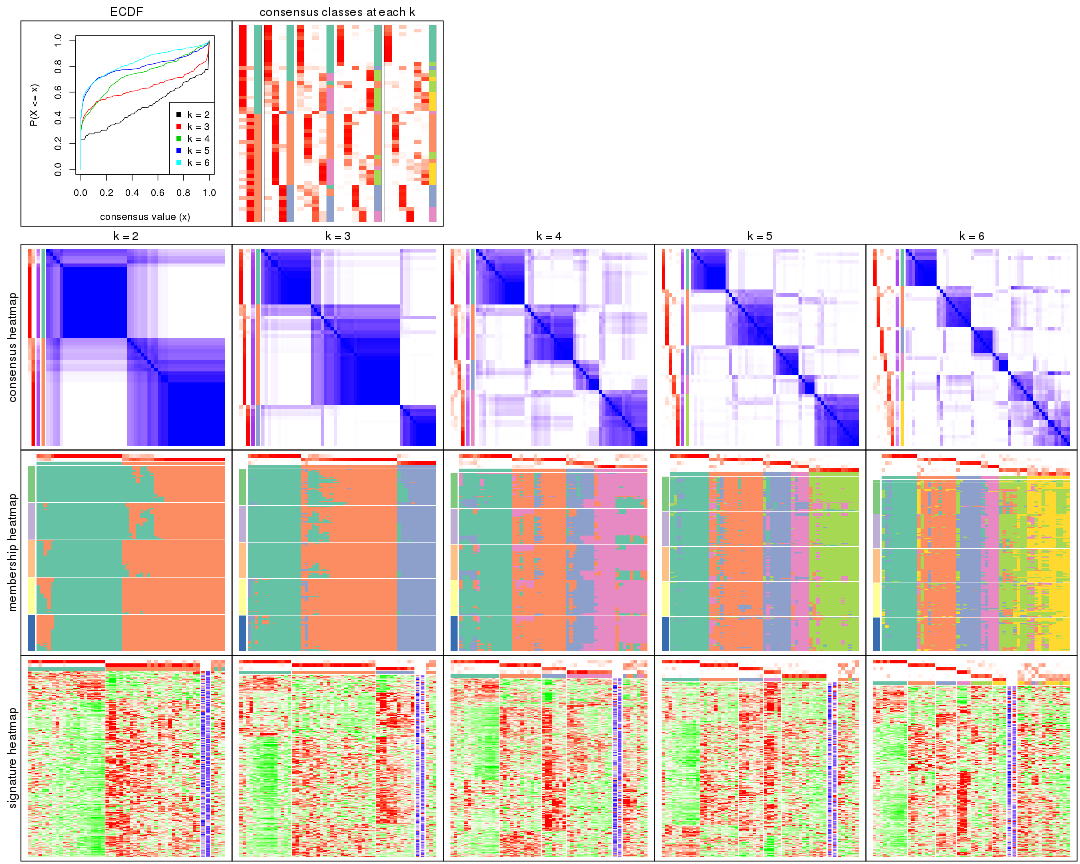 ECDF
consensus classes at each k
P(X <= x)
0.0 0.2 0.4 0.6 0.8 1.0
k = 2
k = 3
k = 4
k = 5
k = 6
0.0 0.2 0.4 0.6 0.8 1.0
consensus value (x)
k = 2 k = 3 k = 4 k = 5 k = 6
consensus heatmap
membership heatmap
signature heatmap